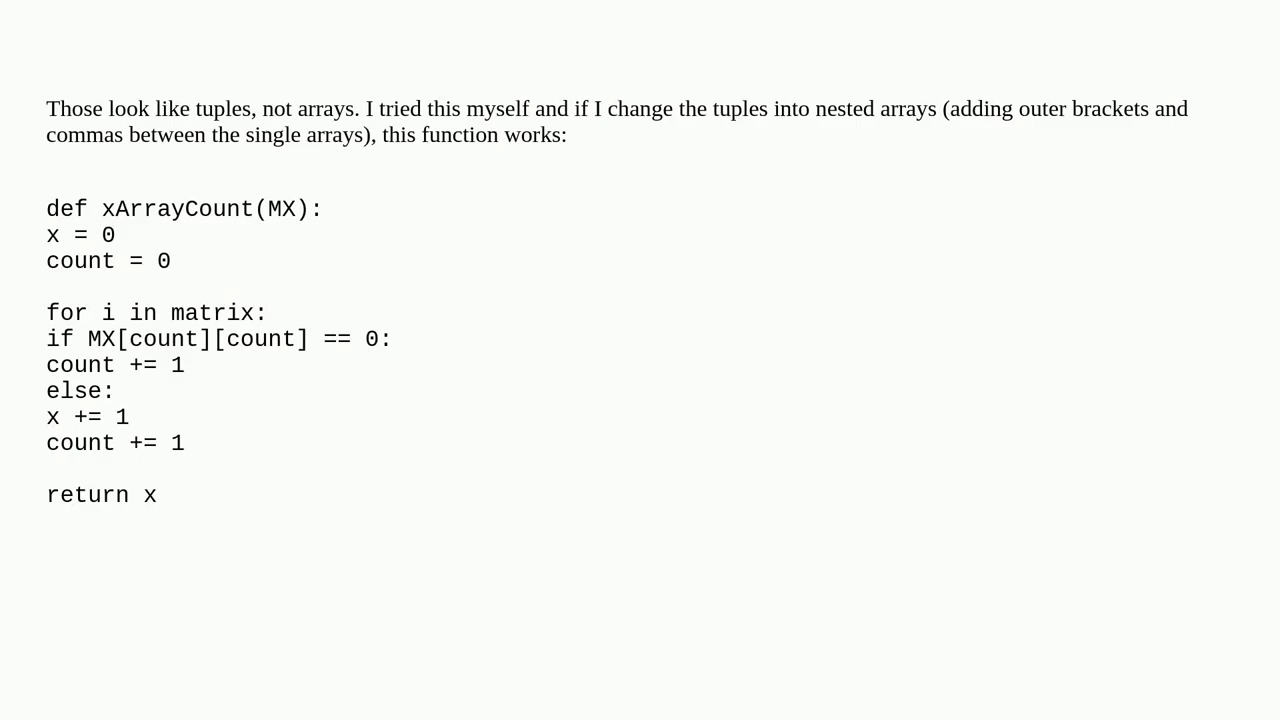 Those look like tuples, not arrays. I tried this myself and if I change the tuples into nested arrays (adding outer brackets and
commas between the single arrays), this function works:
def xArrayCount(MX):
x = 0
count = 0
for i in matrix:
if MX[count][count] == 0:
count += 1
else:
x += 1
count += 1
return x